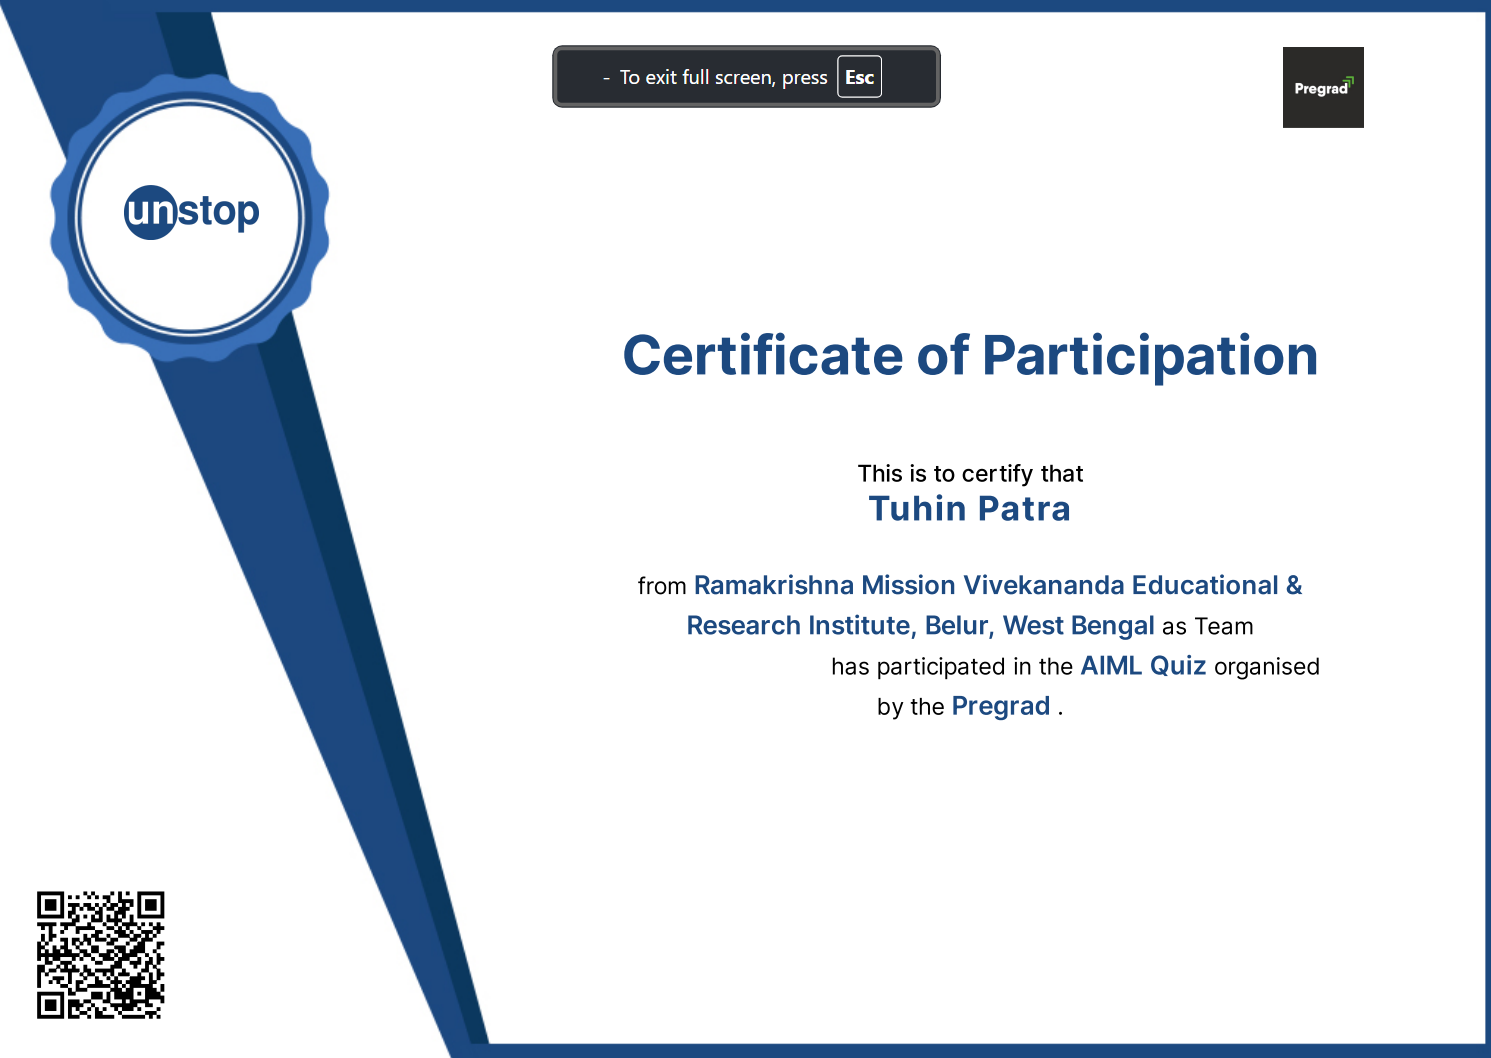 - To exit full screen, press Esc
Pregrad
unstop
Certificate of Participation
This is to certify that
Tuhin Patra
from Ramakrishna Mission Vivekananda Educational &
Research Institute, Belur, West Bengal as Team
has participated in the AIML Quiz organised
by the Pregrad .